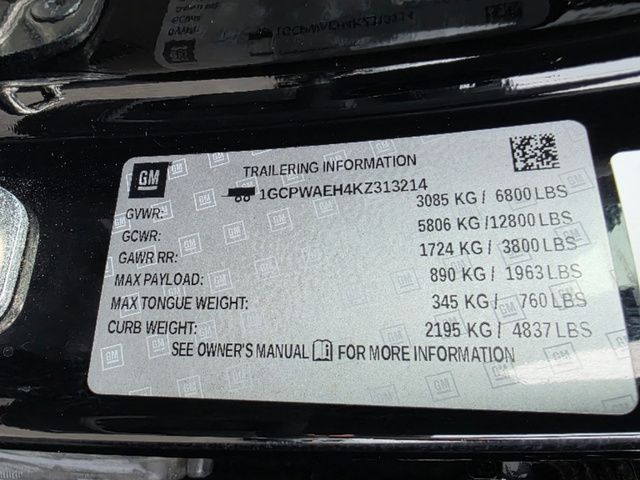 GM
TRAILERING INFORMATION
1GCPWAEH4KZ313214
GVWR: 3085 KG / 6800 LBS
GCWR: 5806 KG /12800 LBS
GAWR RR: 1724 KG / 3800 LBS
MAX PAYLOAD: 890 KG / 1963 LBS
MAX TONGUE WEIGHT: 345 KG / 760 LBS
CURB WEIGHT: 2195 KG / 4837 LBS
SEE OWNER'S MANUAL FOR MORE INFORMATION